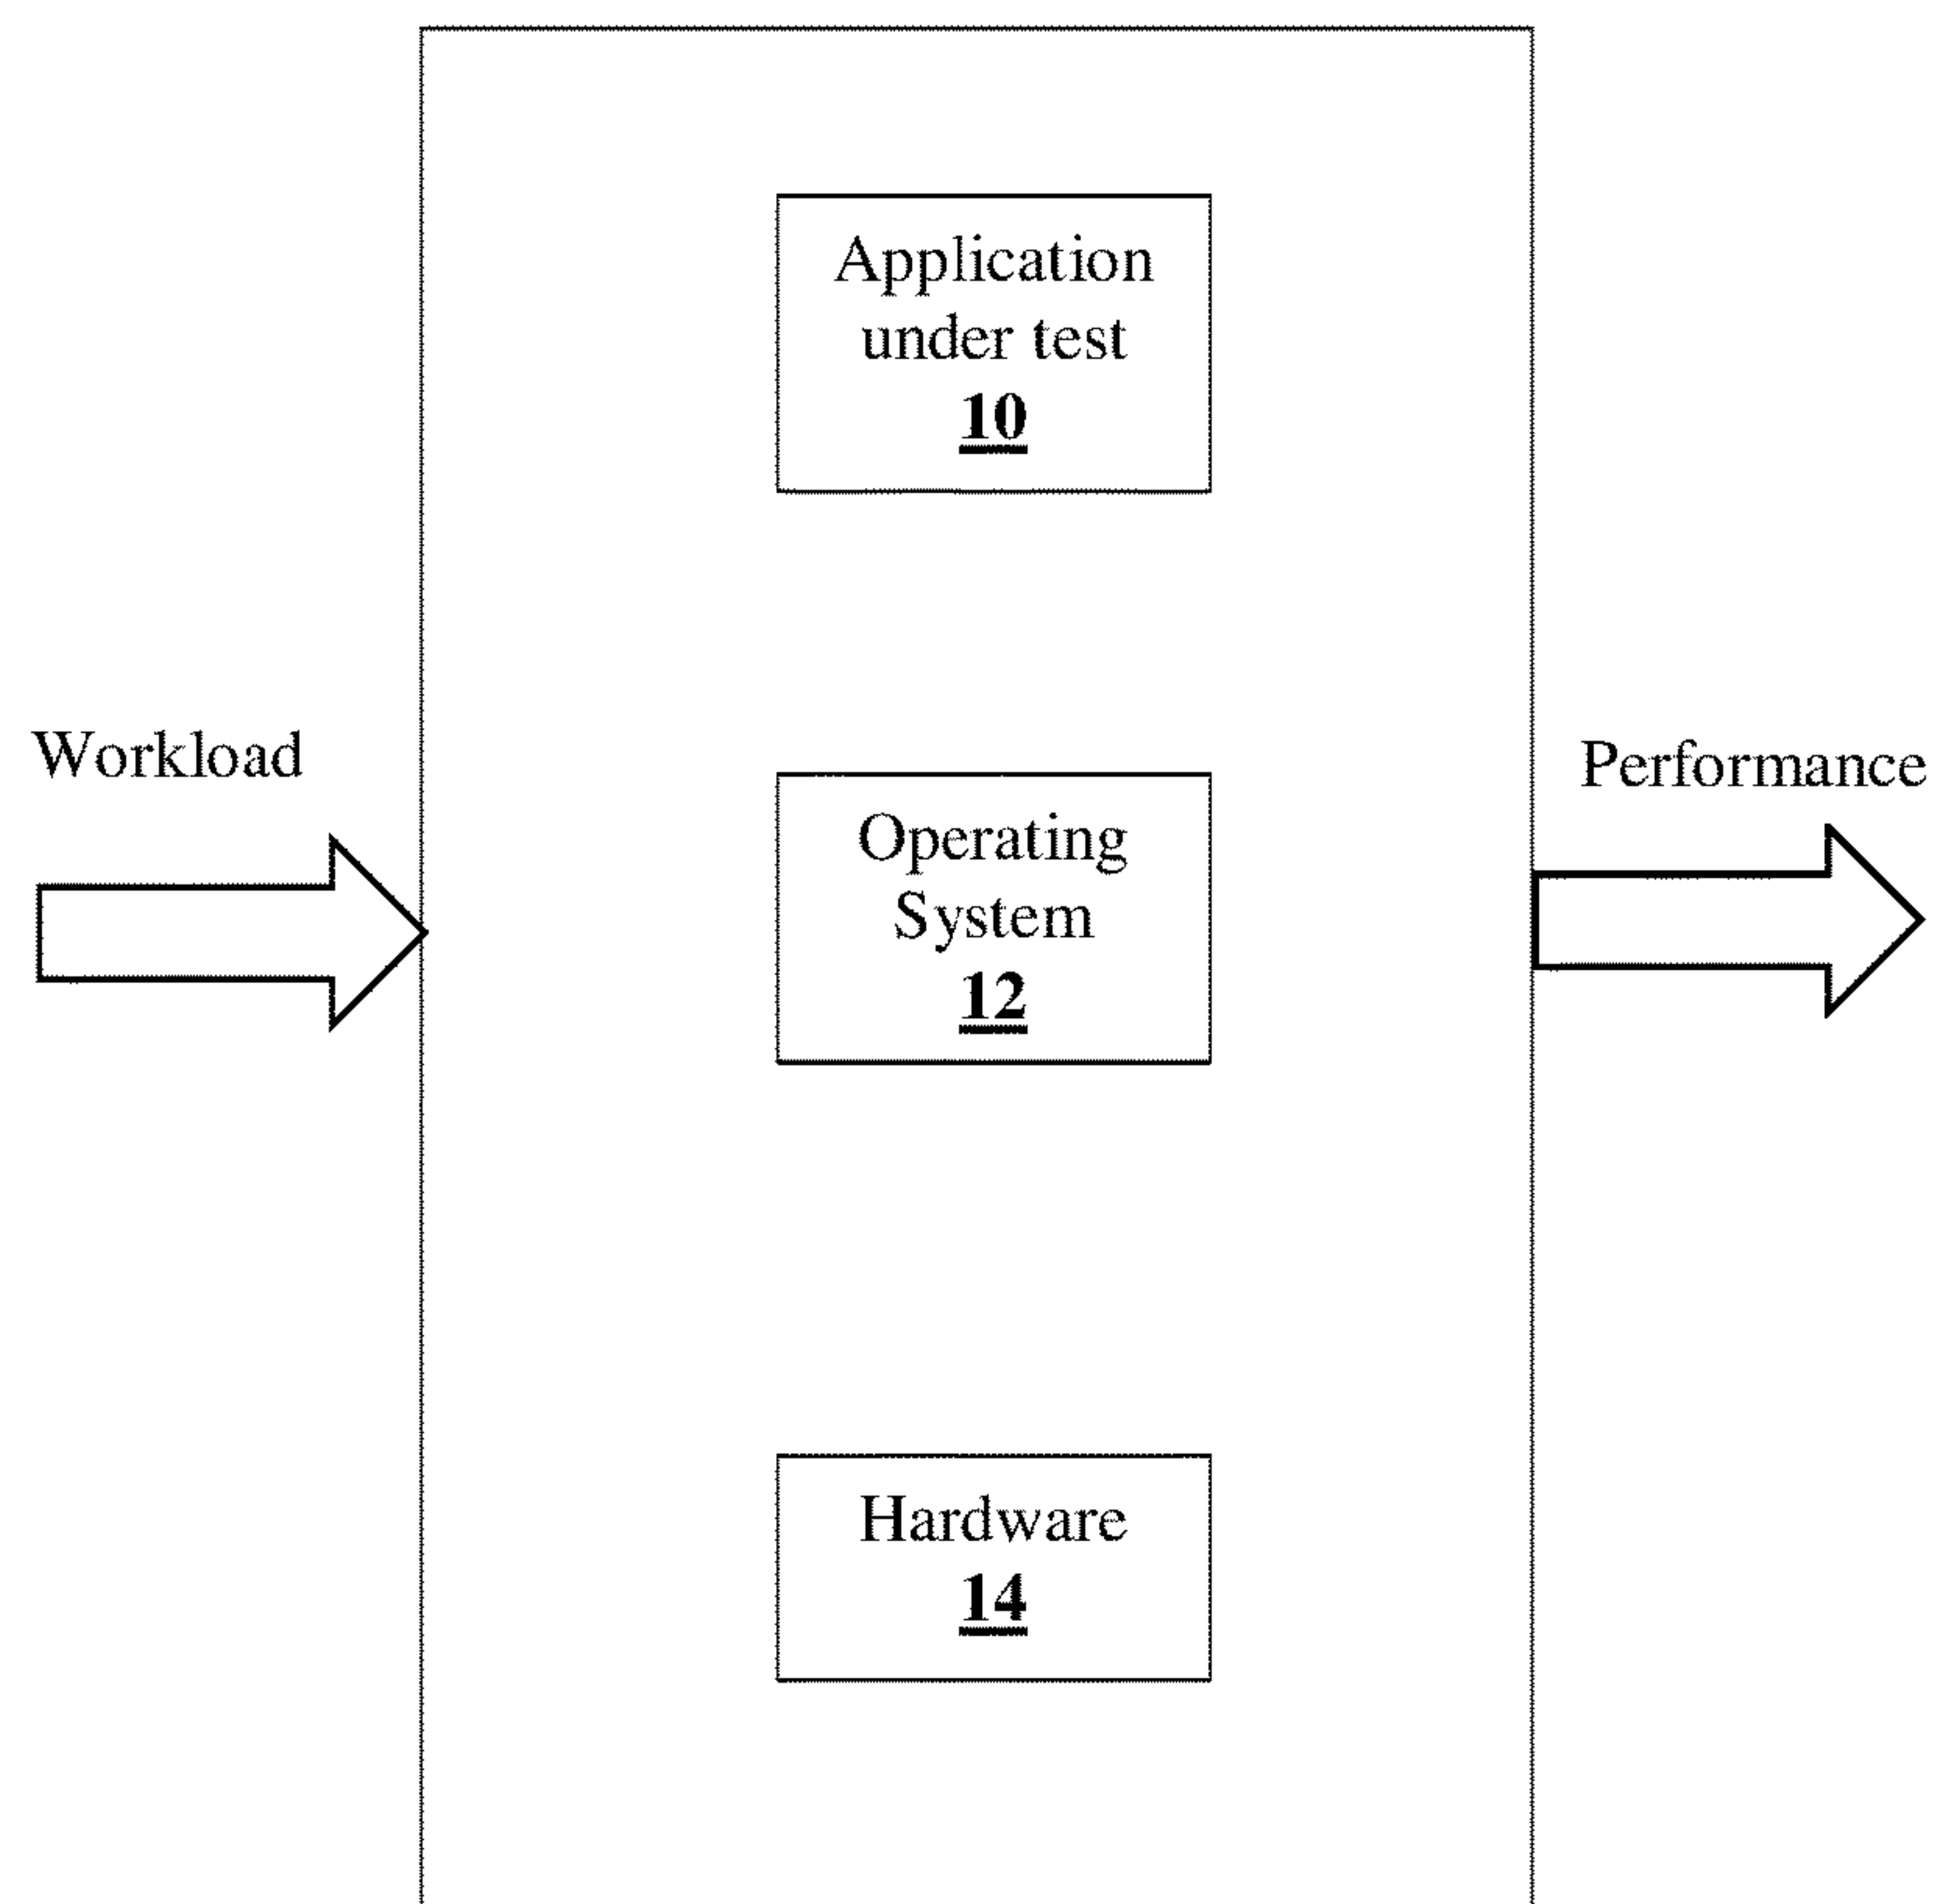 Application
under test
10
Workload
Performance
Operating
System
12
Hardware
14